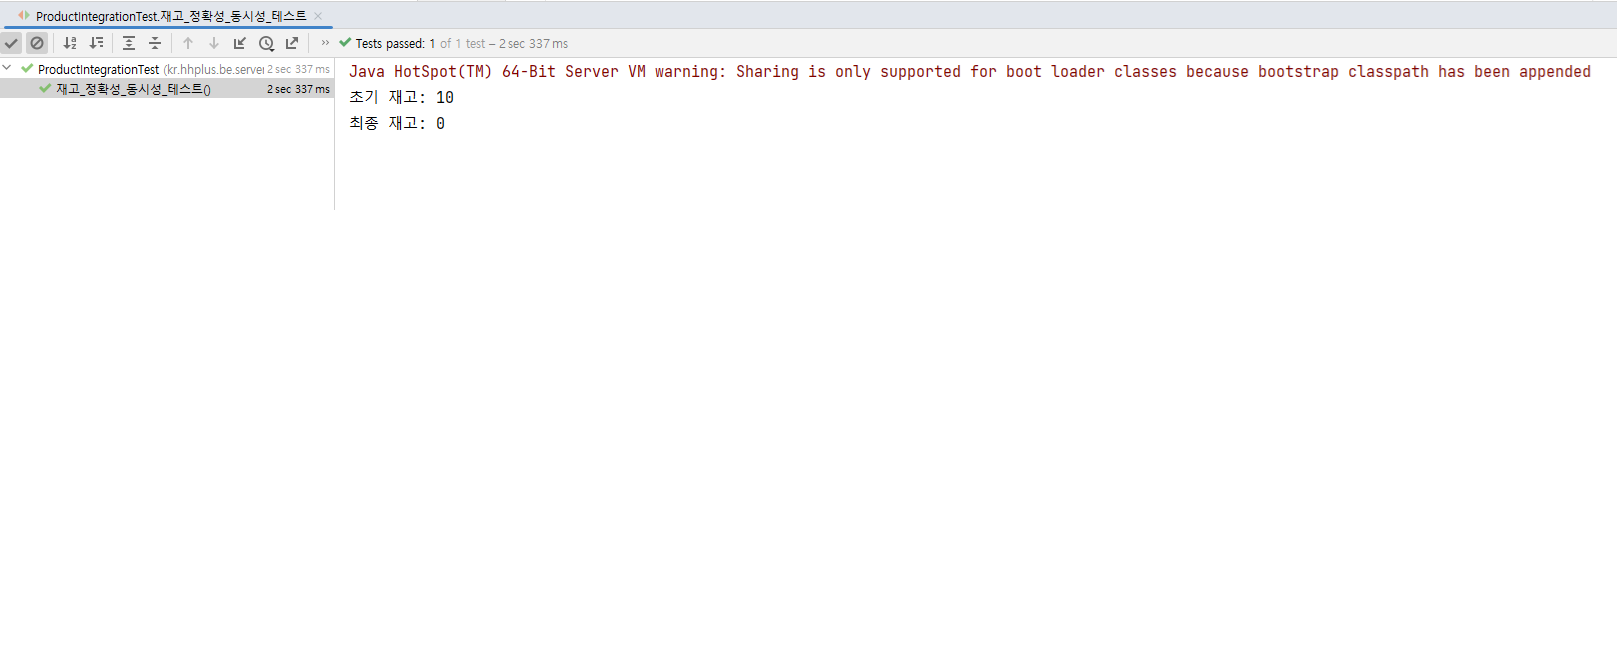 ProductIntegrationTest.재고_정확성_동시성_테스트
Tests passed: 1 of 1 test – 2 sec 337 ms
ProductIntegrationTest (kr.hhplus.be.server 2 sec 337 ms
재고_정확성_동시성_테스트() 2 sec 337 ms
Java HotSpot(TM) 64-Bit Server VM warning: Sharing is only supported for boot loader classes because bootstrap classpath has been appended
초기 재고: 10
최종 재고: 0